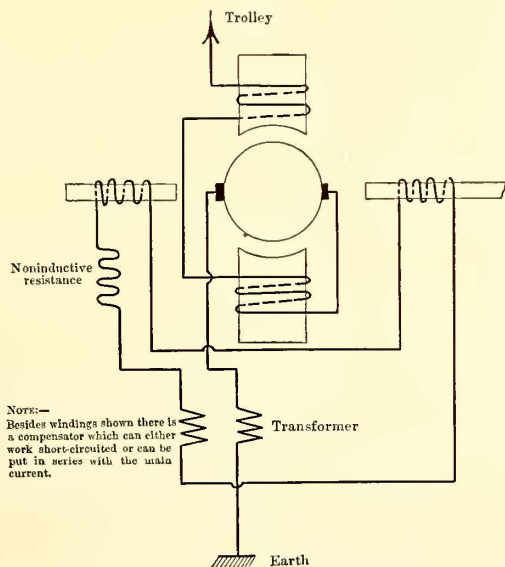 Trolley
Noninductive
resistance
NOTE:—
Besides windings shown there is
a compensator which can either
work short-circuited or can be
put in series with the main
current.
Transformer
Earth